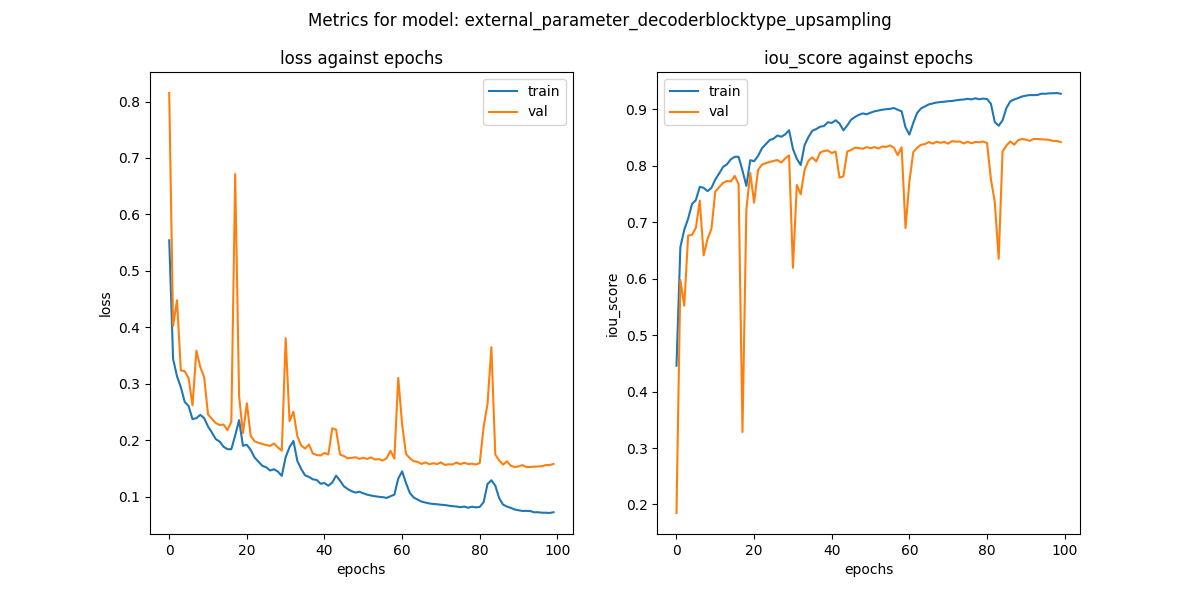 Metrics for model: external_parameter_decoderblocktype_upsampling
loss against epochs
train
val
0.8
0.7
0.6
0.5
0.4
0.3
0.2
0.1
loss
0 20 40 60 80 100
epochs
iou_score against epochs
train
val
0.9
0.8
0.7
0.6
0.5
0.4
0.3
0.2
iou_score
0 20 40 60 80 100
epochs